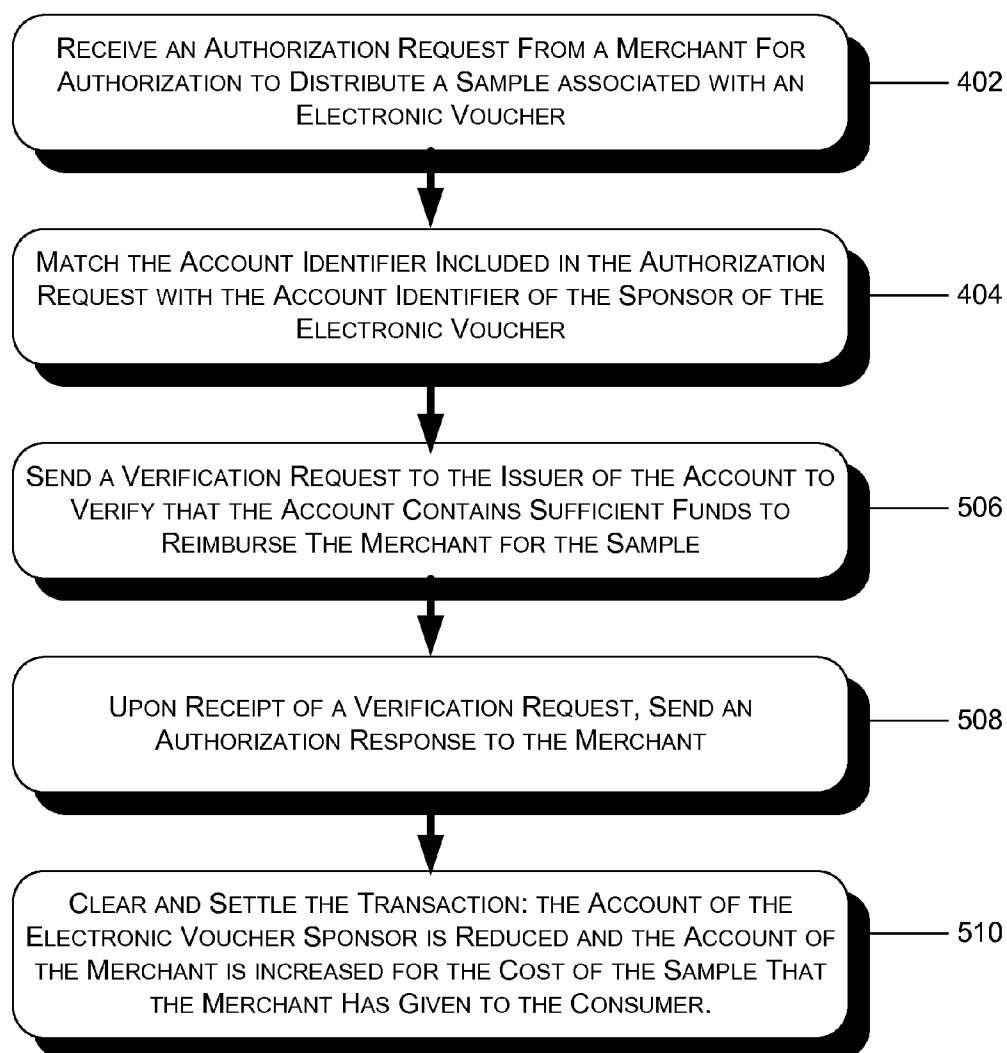 RECEIVE AN AUTHORIZATION REQUEST FROM A MERCHANT FOR
AUTHORIZATION TO DISTRIBUTE A SAMPLE ASSOCIATED WITH AN
ELECTRONIC VOUCHER
402
MATCH THE ACCOUNT IDENTIFIER INCLUDED IN THE AUTHORIZATION
REQUEST WITH THE ACCOUNT IDENTIFIER OF THE SPONSOR OF THE
ELECTRONIC VOUCHER
404
SEND A VERIFICATION REQUEST TO THE ISSUER OF THE ACCOUNT TO
VERIFY THAT THE ACCOUNT CONTAINS SUFFICIENT FUNDS TO
REIMBURSE THE MERCHANT FOR THE SAMPLE
506
UPON RECEIPT OF A VERIFICATION REQUEST, SEND AN
AUTHORIZATION RESPONSE TO THE MERCHANT
508
CLEAR AND SETTLE THE TRANSACTION: THE ACCOUNT OF THE
ELECTRONIC VOUCHER SPONSOR IS REDUCED AND THE ACCOUNT OF
THE MERCHANT IS INCREASED FOR THE COST OF THE SAMPLE THAT
THE MERCHANT HAS GIVEN TO THE CONSUMER.
510